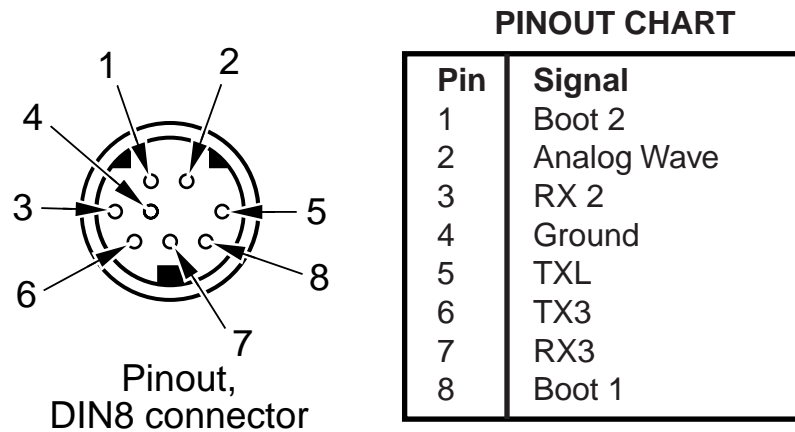 PINOUT CHART
1
2
4
3
5
6
8
7
Pinout,
DIN8 connector
Pin Signal
1 Boot 2
2 Analog Wave
3 RX 2
4 Ground
5 TXL
6 TX3
7 RX3
8 Boot 1